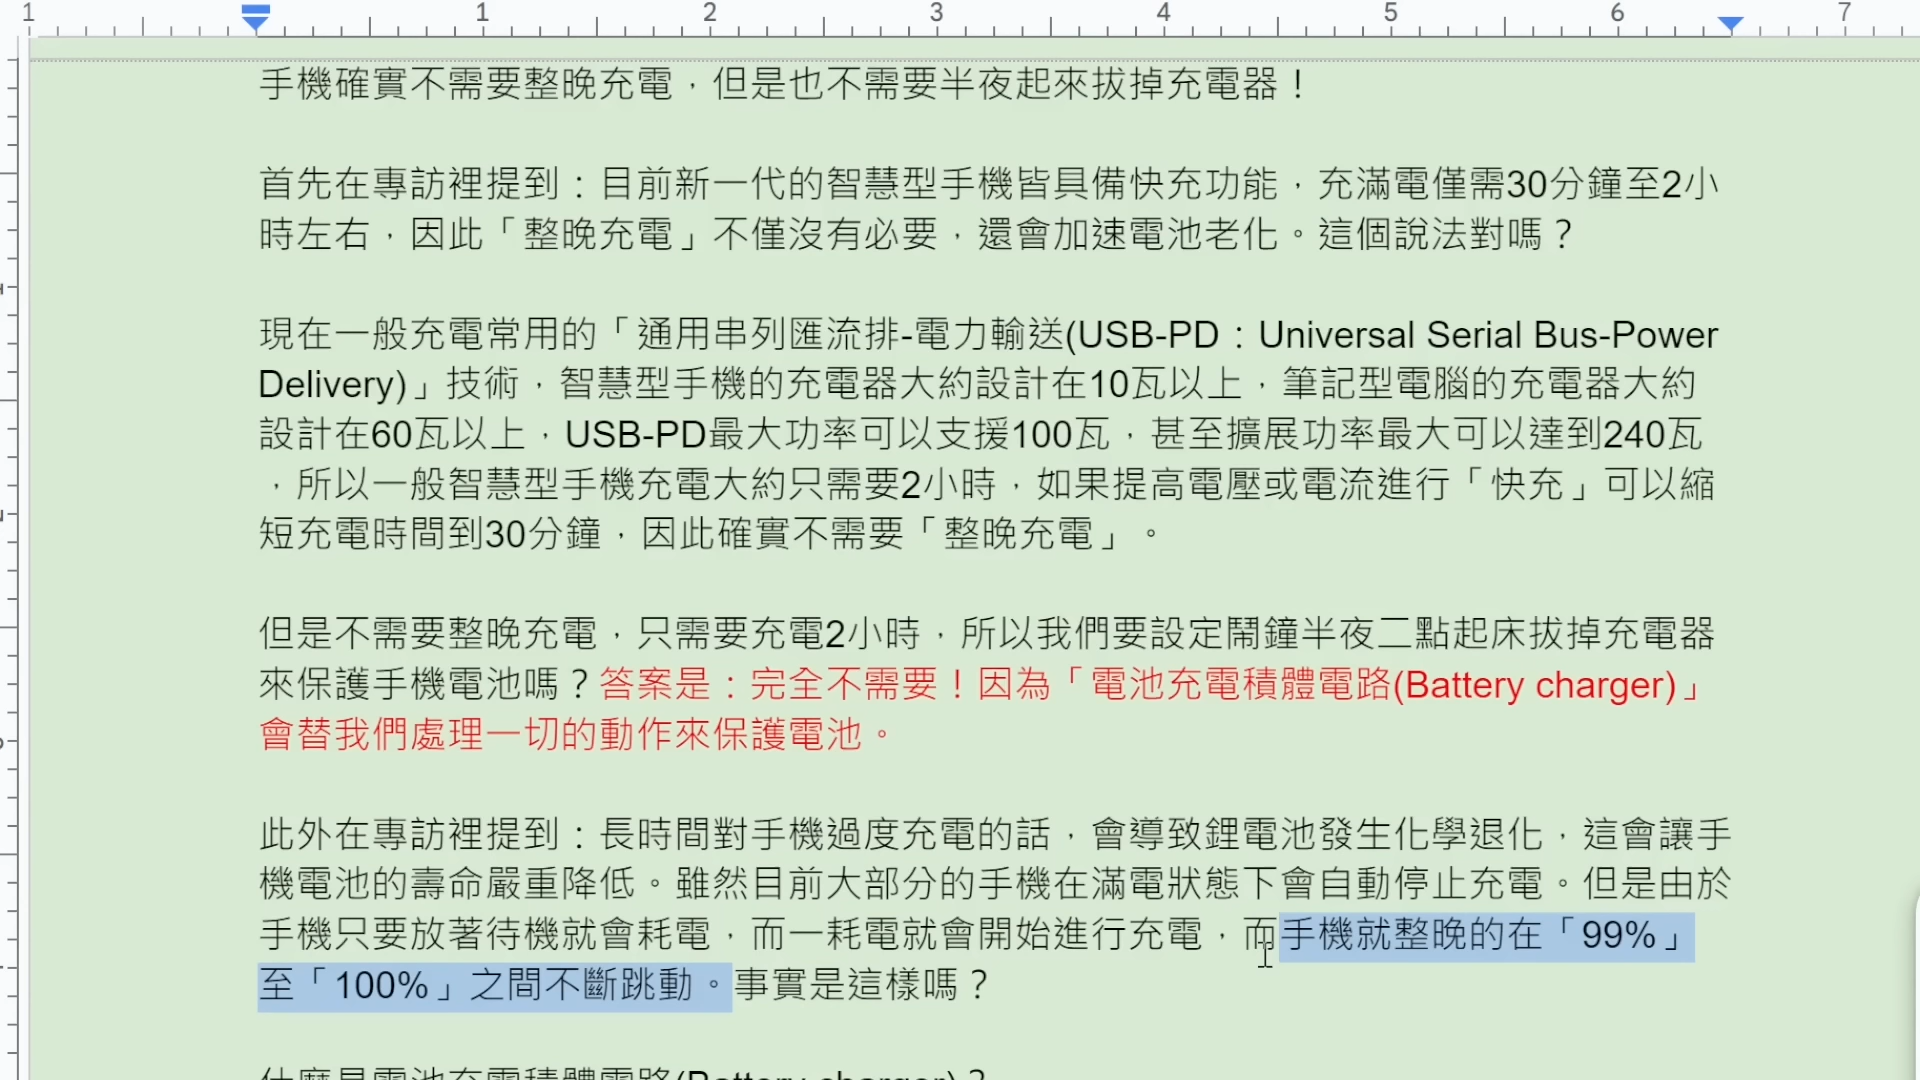 1 1 2 3 4 5 6 7
手機確實不需要整晚充電，但是也不需要半夜起來拔掉充電器！
首先在專訪裡提到：目前新一代的智慧型手機皆具備快充功能，充滿電僅需30分鐘至2小
時左右，因此「整晚充電」不僅沒有必要，還會加速電池老化。這個說法對嗎？
現在一般充電常用的「通用串列匯流排-電力輸送(USB-PD：Universal Serial Bus-Power
Delivery)」技術，智慧型手機的充電器大約設計在10瓦以上，筆記型電腦的充電器大約
設計在60瓦以上，USB-PD最大功率可以支援100瓦，甚至擴展功率最大可以達到240瓦
，所以一般智慧型手機充電大約只需要2小時，如果提高電壓或電流進行「快充」可以縮
短充電時間到30分鐘，因此確實不需要「整晚充電」。
但是不需要整晚充電，只需要充電2小時，所以我們要設定鬧鐘半夜二點起床拔掉充電器
來保護手機電池嗎？答案是：完全不需要！因為「電池充電積體電路(Battery charger)」
會替我們處理一切的動作來保護電池。
此外在專訪裡提到：長時間對手機過度充電的話，會導致鋰電池發生化學退化，這會讓手
機電池的壽命嚴重降低。雖然目前大部分的手機在滿電狀態下會自動停止充電。但是由於
手機只要放著待機就會耗電，而一耗電就會開始進行充電，而手機就整晚的在「99%」
至「100%」之間不斷跳動。事實是這樣嗎？
什麼是電池充電積體電路(Battery charger)？